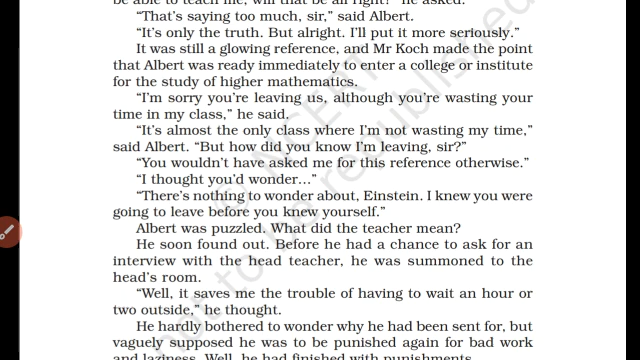 be able to teach me, will that be all right?” he asked.
“That’s saying too much, sir,” said Albert.
“It’s only the truth. But alright. I’ll put it more seriously.”
It was still a glowing reference, and Mr Koch made the point
that Albert was ready immediately to enter a college or institute
for the study of higher mathematics.
“I’m sorry you’re leaving us, although you’re wasting your
time in my class,” he said.
“It’s almost the only class where I’m not wasting my time,”
said Albert. “But how did you know I’m leaving, sir?”
“You wouldn’t have asked me for this reference otherwise.”
“I thought you’d wonder...”
“There’s nothing to wonder about, Einstein. I knew you were
going to leave before you knew yourself.”
Albert was puzzled. What did the teacher mean?
He soon found out. Before he had a chance to ask for an
interview with the head teacher, he was summoned to the
head’s room.
“Well, it saves me the trouble of having to wait an hour or
two outside,” he thought.
He hardly bothered to wonder why he had been sent for, but
vaguely supposed he was to be punished again for bad work
and laziness. Well, he had finished with punishments.
© NCERT
not to be republished